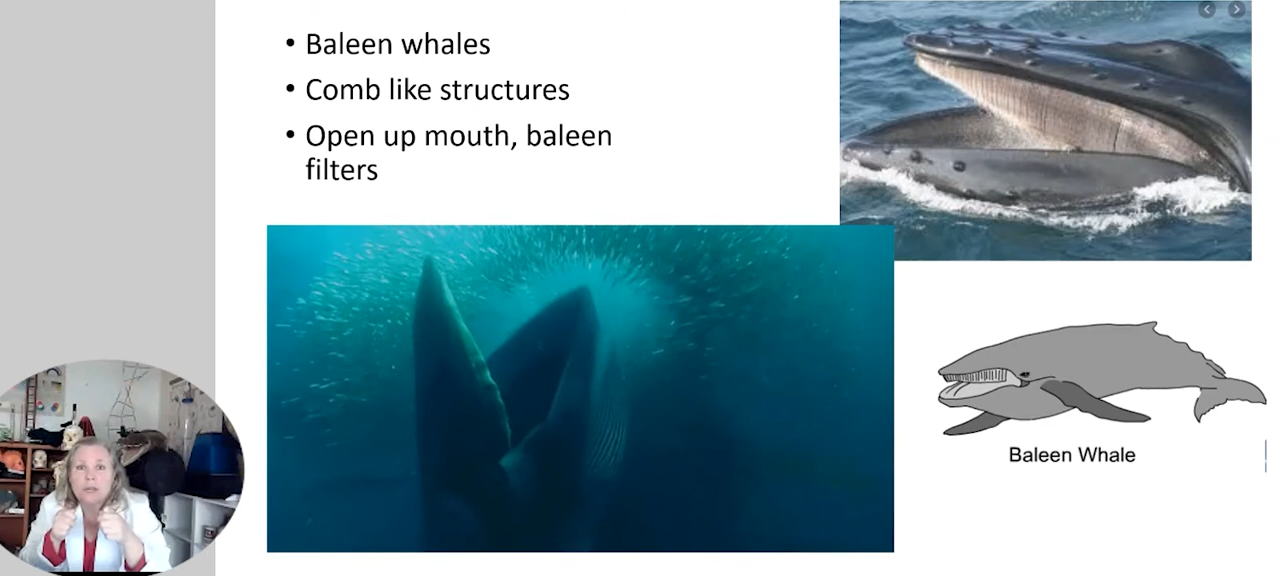 • Baleen whales
• Comb like structures
• Open up mouth, baleen
filters
Baleen Whale